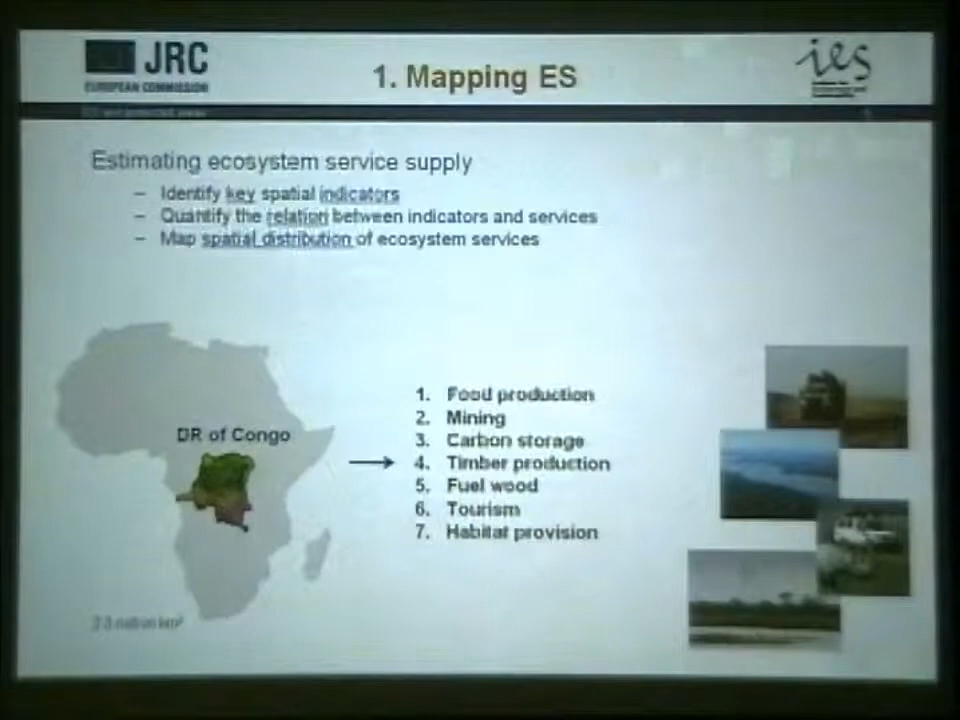 JRC
EUROPEAN COMMISSION
ies
1. Mapping ES
Estimating ecosystem service supply
– Identify key spatial indicators
– Quantify the relation between indicators and services
– Map spatial distribution of ecosystem services
DR of Congo
1. Food production
2. Mining
3. Carbon storage
4. Timber production
5. Fuel wood
6. Tourism
7. Habitat provision